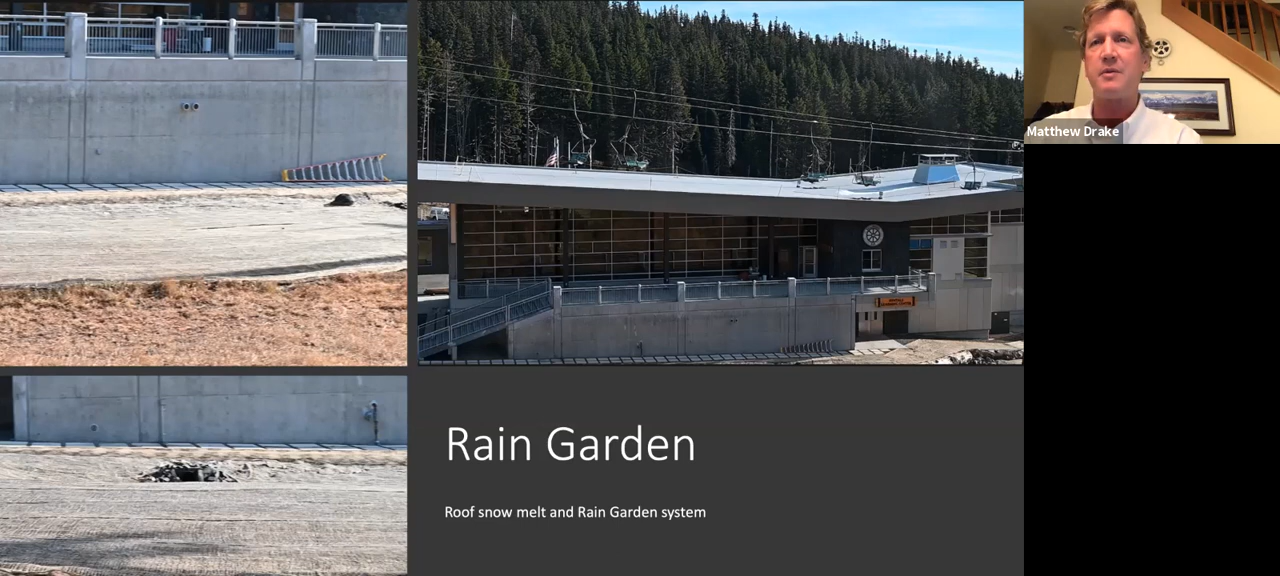 Matthew Drake
Rain Garden
Roof snow melt and Rain Garden system